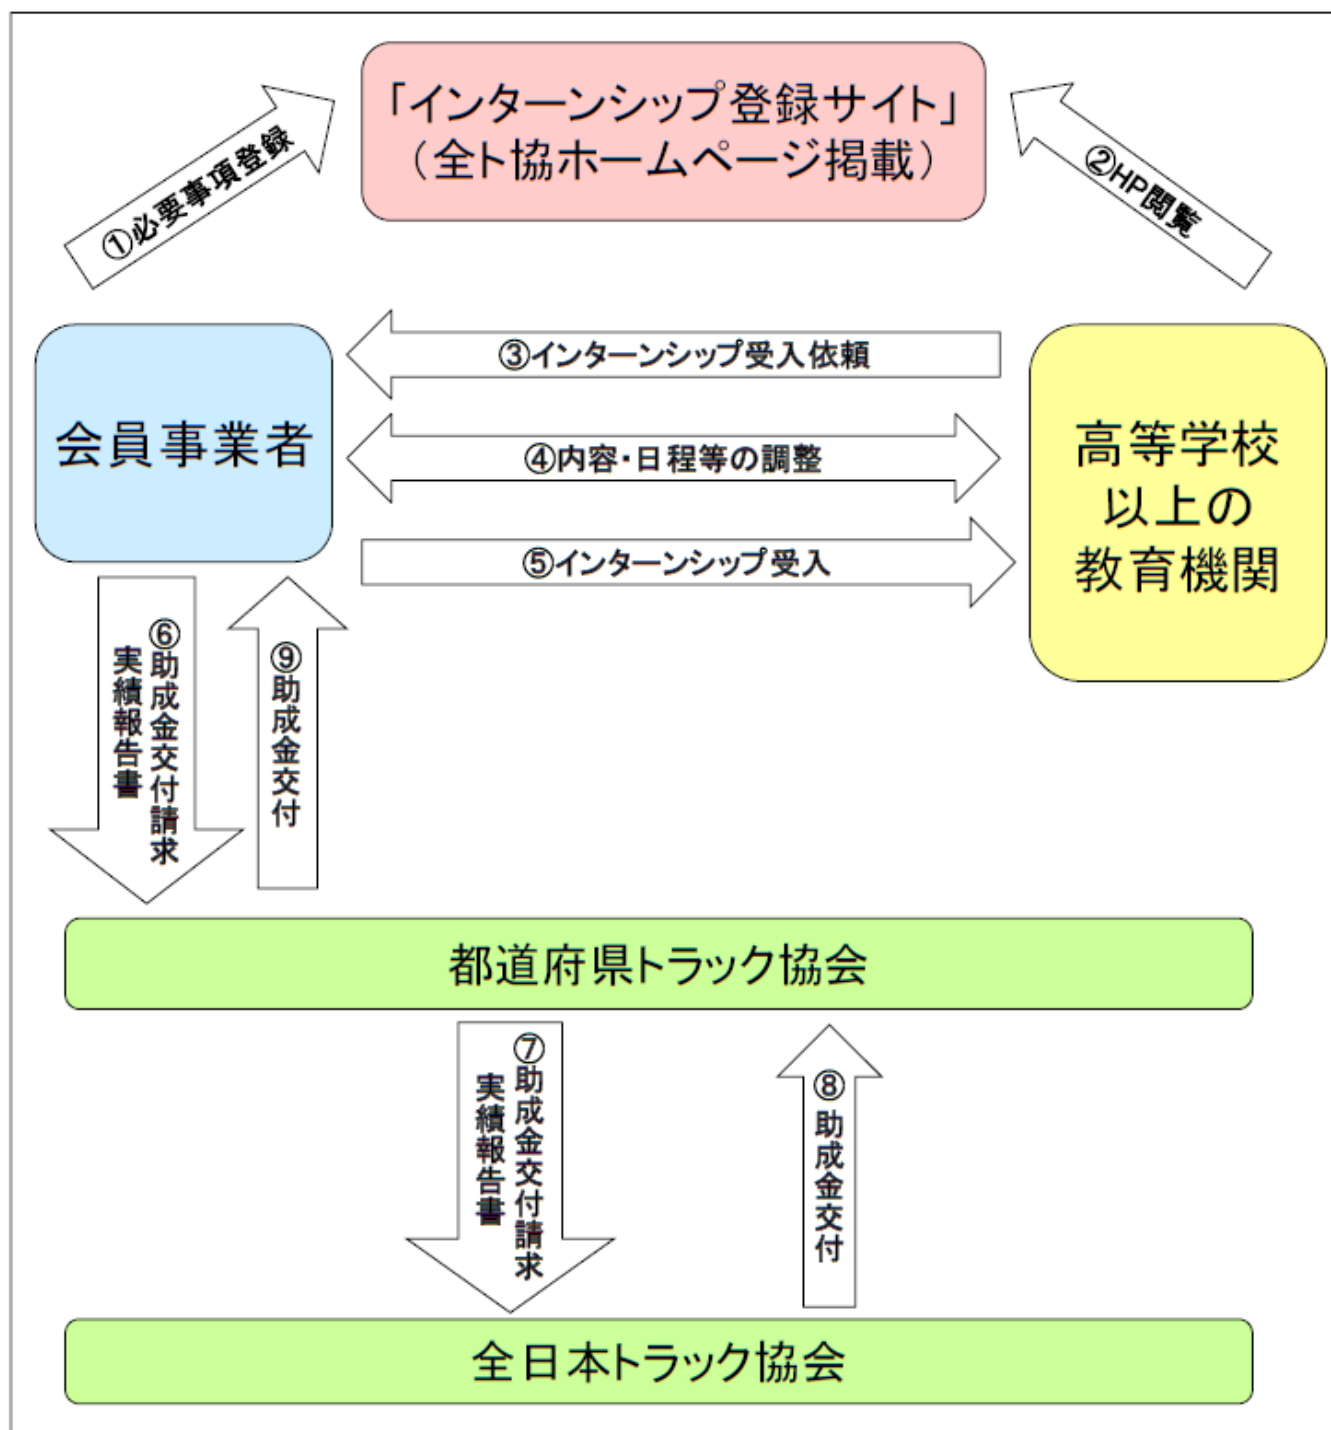 「インターンシップ登録サイト」
（全ト協ホームページ掲載）
①必要事項登録
②HP閲覧
③インターンシップ受入依頼
会員事業者
④内容・日程等の調整
高等学校
以上の
教育機関
⑤インターンシップ受入
⑥助成金交付請求
実績報告書
⑨助成金交付
都道府県トラック協会
⑦助成金交付請求
実績報告書
⑧助成金交付
全日本トラック協会